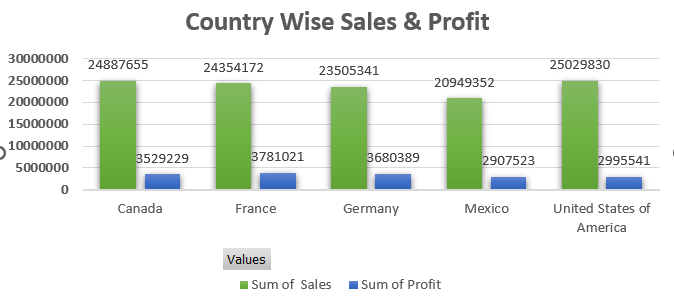 Country Wise Sales & Profit
30000000
25000000
20000000
15000000
10000000
5000000
0
24887655
24354172
23505341
20949352
25029830
3529229
3781021
3680389
2907523
2995541
Canada
France
Germany
Mexico
United States of
America
Values
Sum of  Sales
Sum of Profit